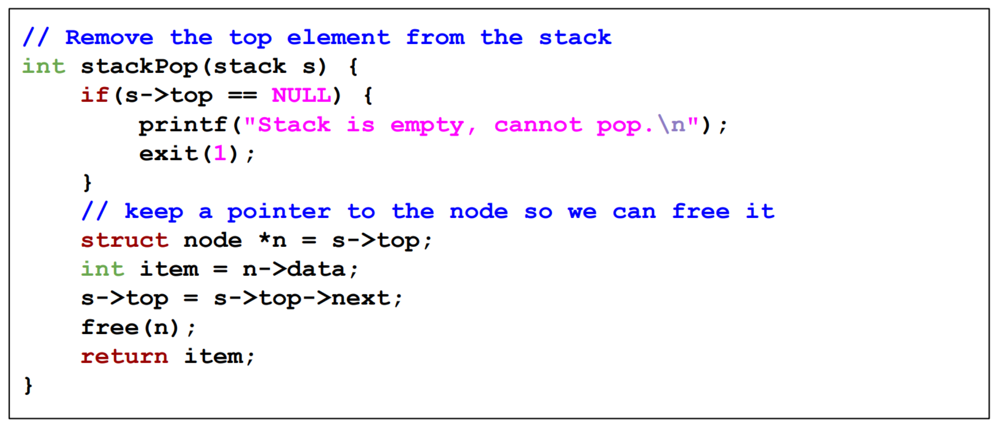 // Remove the top element from the stack
int stackPop(stack s) {
    if(s->top == NULL) {
        printf("Stack is empty, cannot pop.\n");
        exit(1);
    }
    // keep a pointer to the node so we can free it
    struct node *n = s->top;
    int item = n->data;
    s->top = s->top->next;
    free(n);
    return item;
}